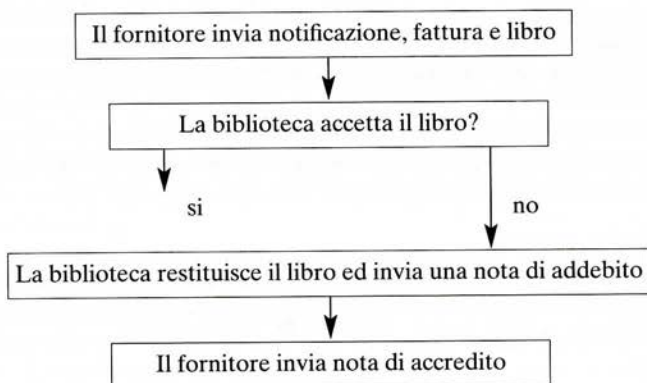 Il fornitore invia notificazione, fattura e libro
La biblioteca accetta il libro?
si
no
La biblioteca restituisce il libro ed invia una nota di addebito
Il fornitore invia nota di accredito